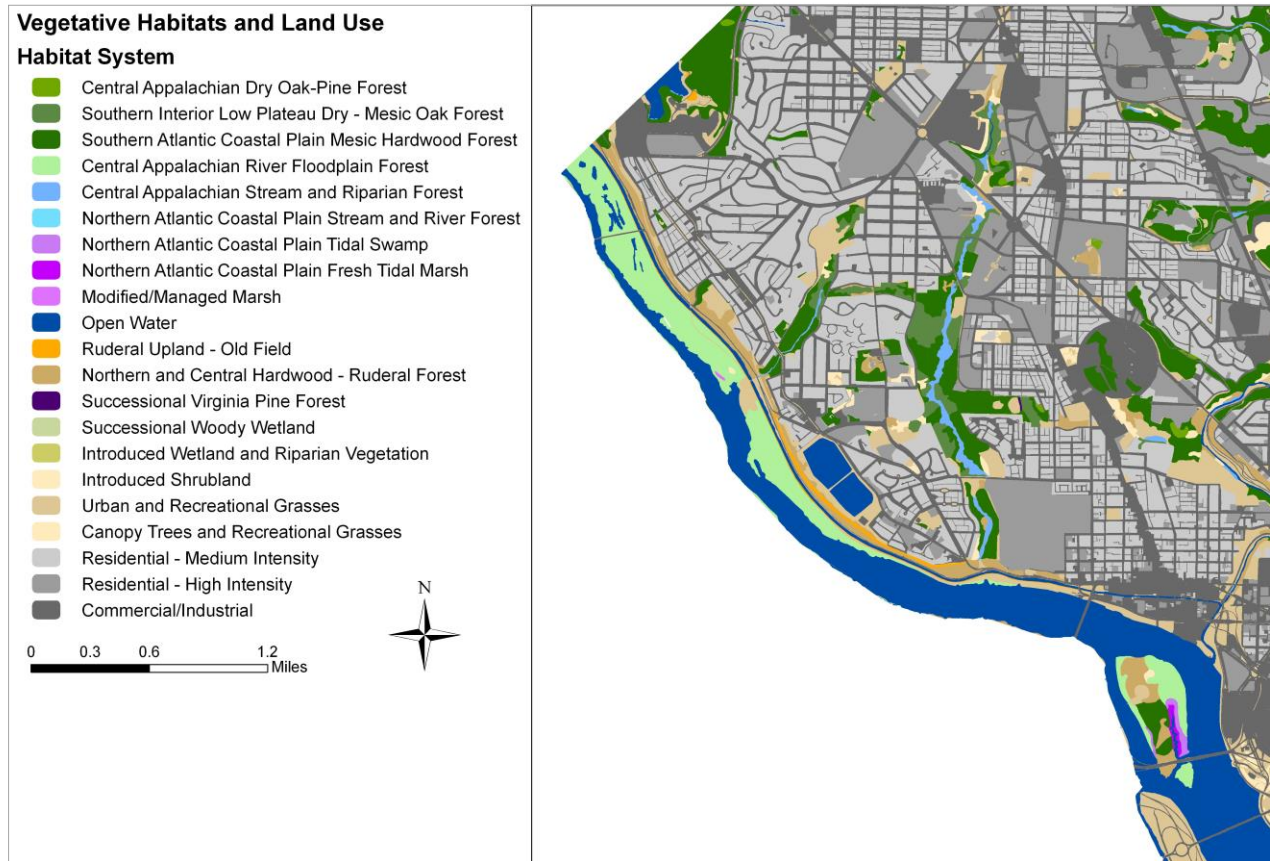 Vegetative Habitats and Land Use
Habitat System
Central Appalachian Dry Oak-Pine Forest
Southern Interior Low Plateau Dry - Mesic Oak Forest
Southern Atlantic Coastal Plain Mesic Hardwood Forest
Central Appalachian River Floodplain Forest
Central Appalachian Stream and Riparian Forest
Northern Atlantic Coastal Plain Stream and River Forest
Northern Atlantic Coastal Plain Tidal Swamp
Northern Atlantic Coastal Plain Fresh Tidal Marsh
Modified/Managed Marsh
Open Water
Ruderal Upland - Old Field
Northern and Central Hardwood - Ruderal Forest
Successional Virginia Pine Forest
Successional Woody Wetland
Introduced Wetland and Riparian Vegetation
Introduced Shrubland
Urban and Recreational Grasses
Canopy Trees and Recreational Grasses
Residential - Medium Intensity
Residential - High Intensity
Commercial/Industrial
N
0 0.3 0.6 1.2
Miles